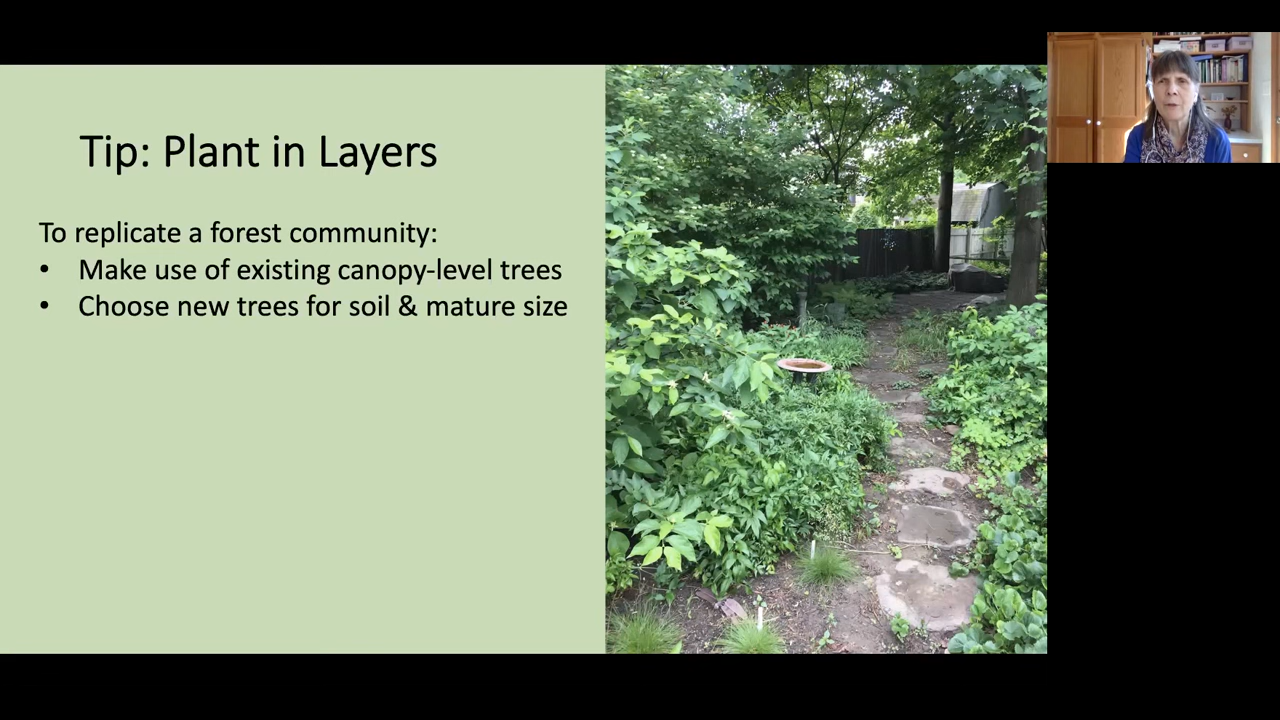 Tip: Plant in Layers
To replicate a forest community:
• Make use of existing canopy-level trees
• Choose new trees for soil & mature size